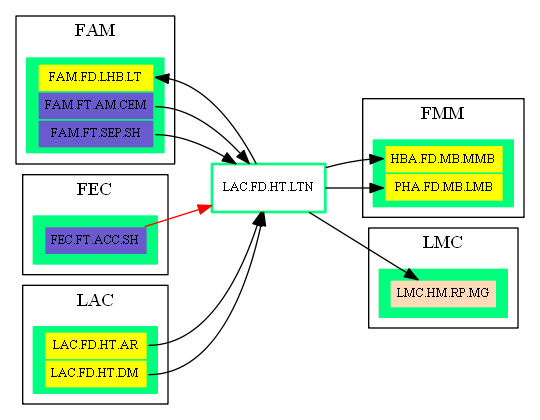 FAM
FAM.FD.LHB.LT
FAM.FT.AM.CEM
FAM.FT.SEP.SH
FEC
FEC.FT.ACC.SH
LAC
LAC.FD.HT.AR
LAC.FD.HT.DM
LAC.FD.HT.LTN
FMM
HBA.FD.MB.MMB
PHA.FD.MB.LMB
LMC
LMC.HM.RP.MG